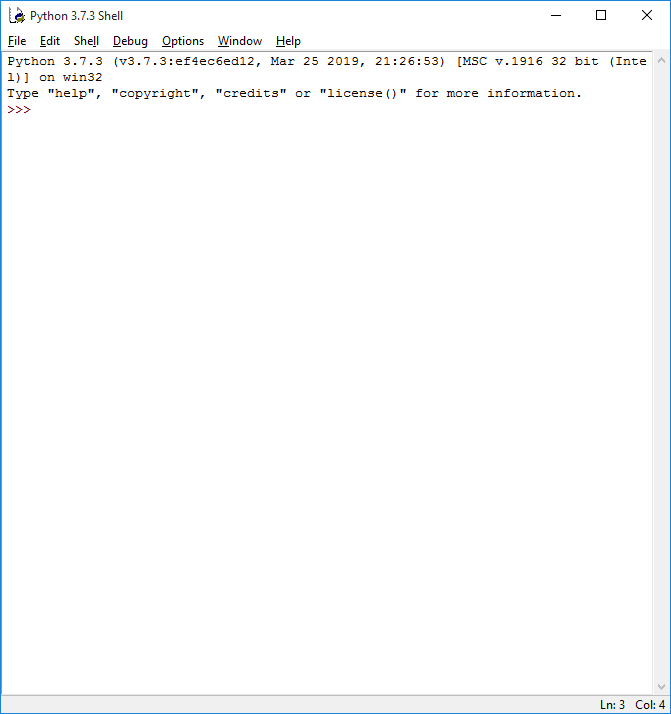 Python 3.7.3 Shell
File Edit Shell Debug Options Window Help
Python 3.7.3 (v3.7.3:ef4ec6ed12, Mar 25 2019, 21:26:53) [MSC v.1916 32 bit (Inte
l)] on win32
Type "help", "copyright", "credits" or "license()" for more information.
>>>
Ln: 3 Col: 4